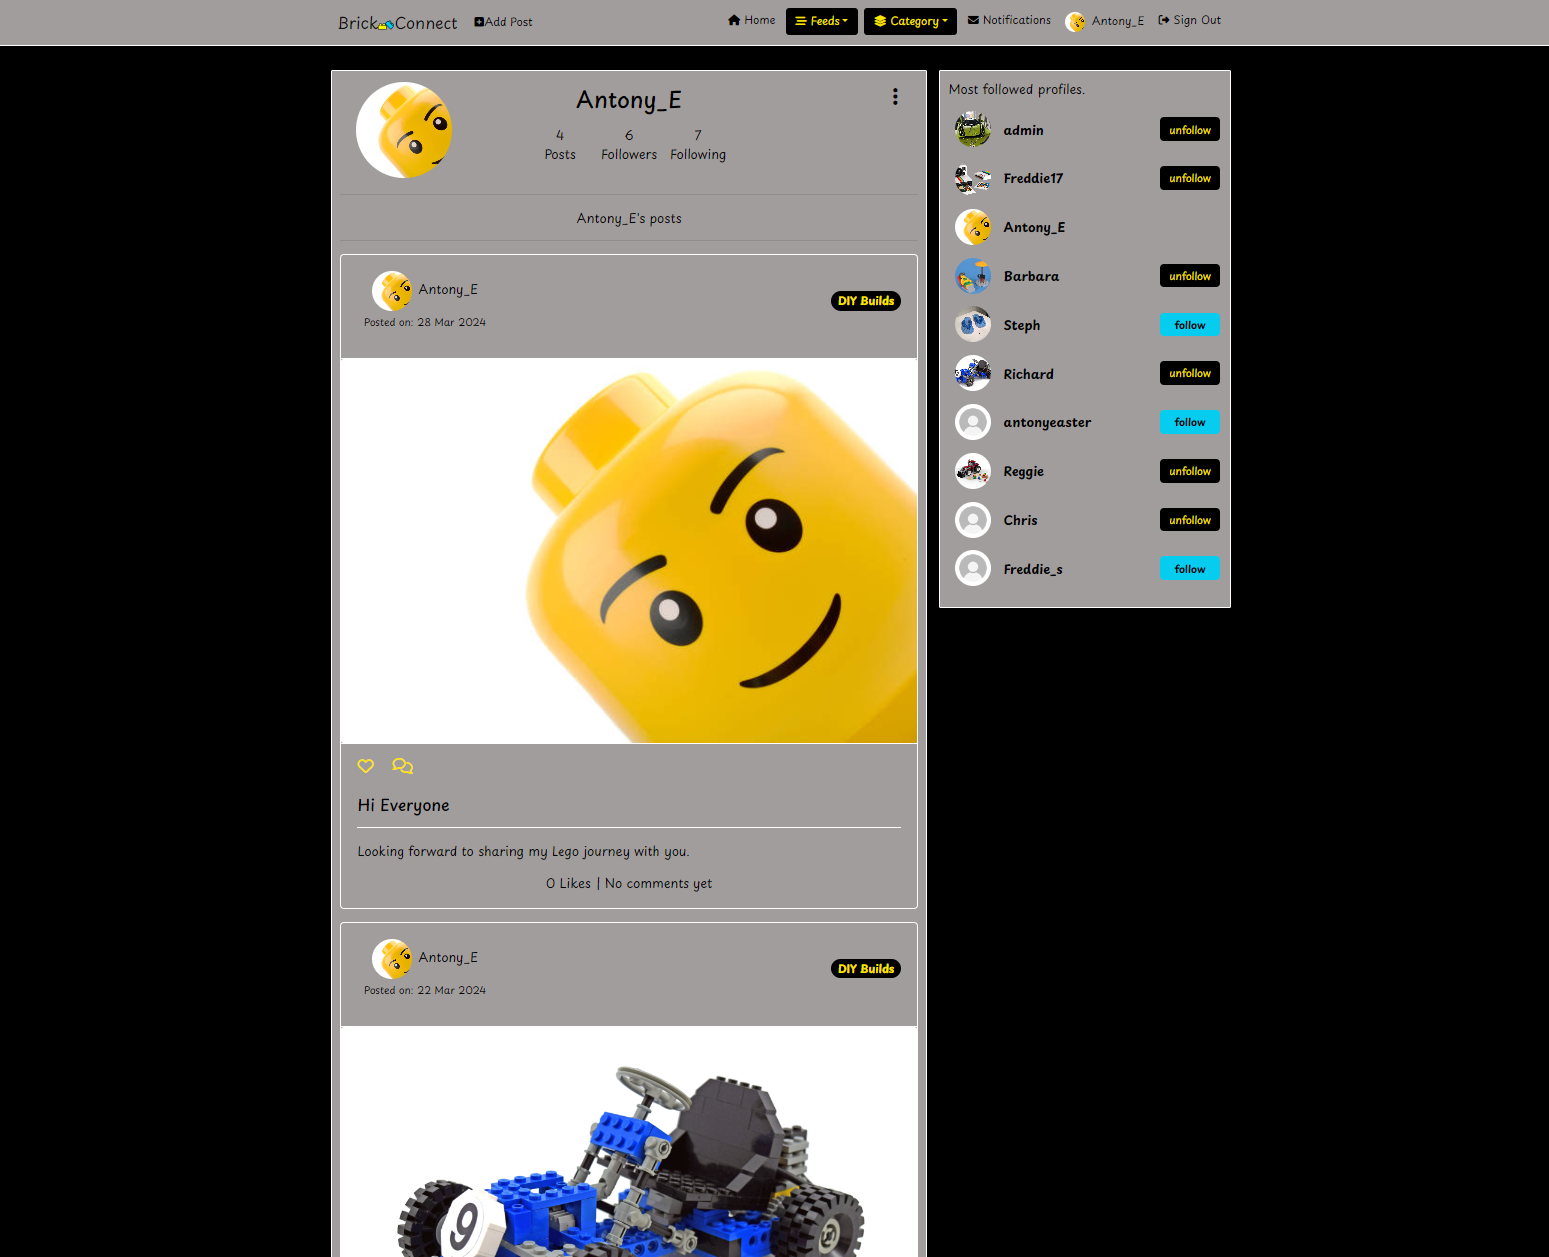 Brick Connect
Add Post
Home
Feeds
Category
Notifications
Antony_E
Sign Out
Antony_E
4 6 7
Posts Followers Following
Antony_E's posts
Antony_E
DIY Builds
Posted on: 28 Mar 2024
Hi Everyone
Looking forward to sharing my Lego journey with you.
0 Likes | No comments yet
Antony_E
DIY Builds
Posted on: 22 Mar 2024
9
Most followed profiles.
admin unfollow
Freddie17 unfollow
Antony_E
Barbara unfollow
Steph follow
Richard unfollow
antonyeaster follow
Reggie unfollow
Chris unfollow
Freddie_s follow